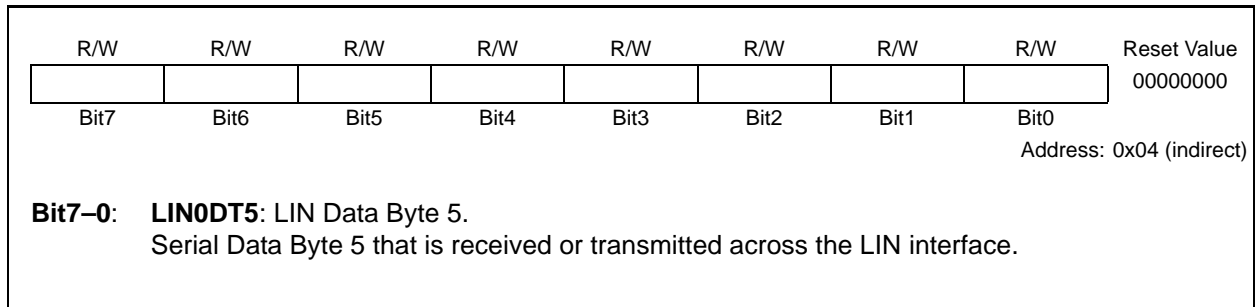 R/W R/W R/W R/W R/W R/W R/W R/W Reset Value
00000000
Bit7 Bit6 Bit5 Bit4 Bit3 Bit2 Bit1 Bit0
Address: 0x04 (indirect)
Bit7–0: LIN0DT5: LIN Data Byte 5.
Serial Data Byte 5 that is received or transmitted across the LIN interface.